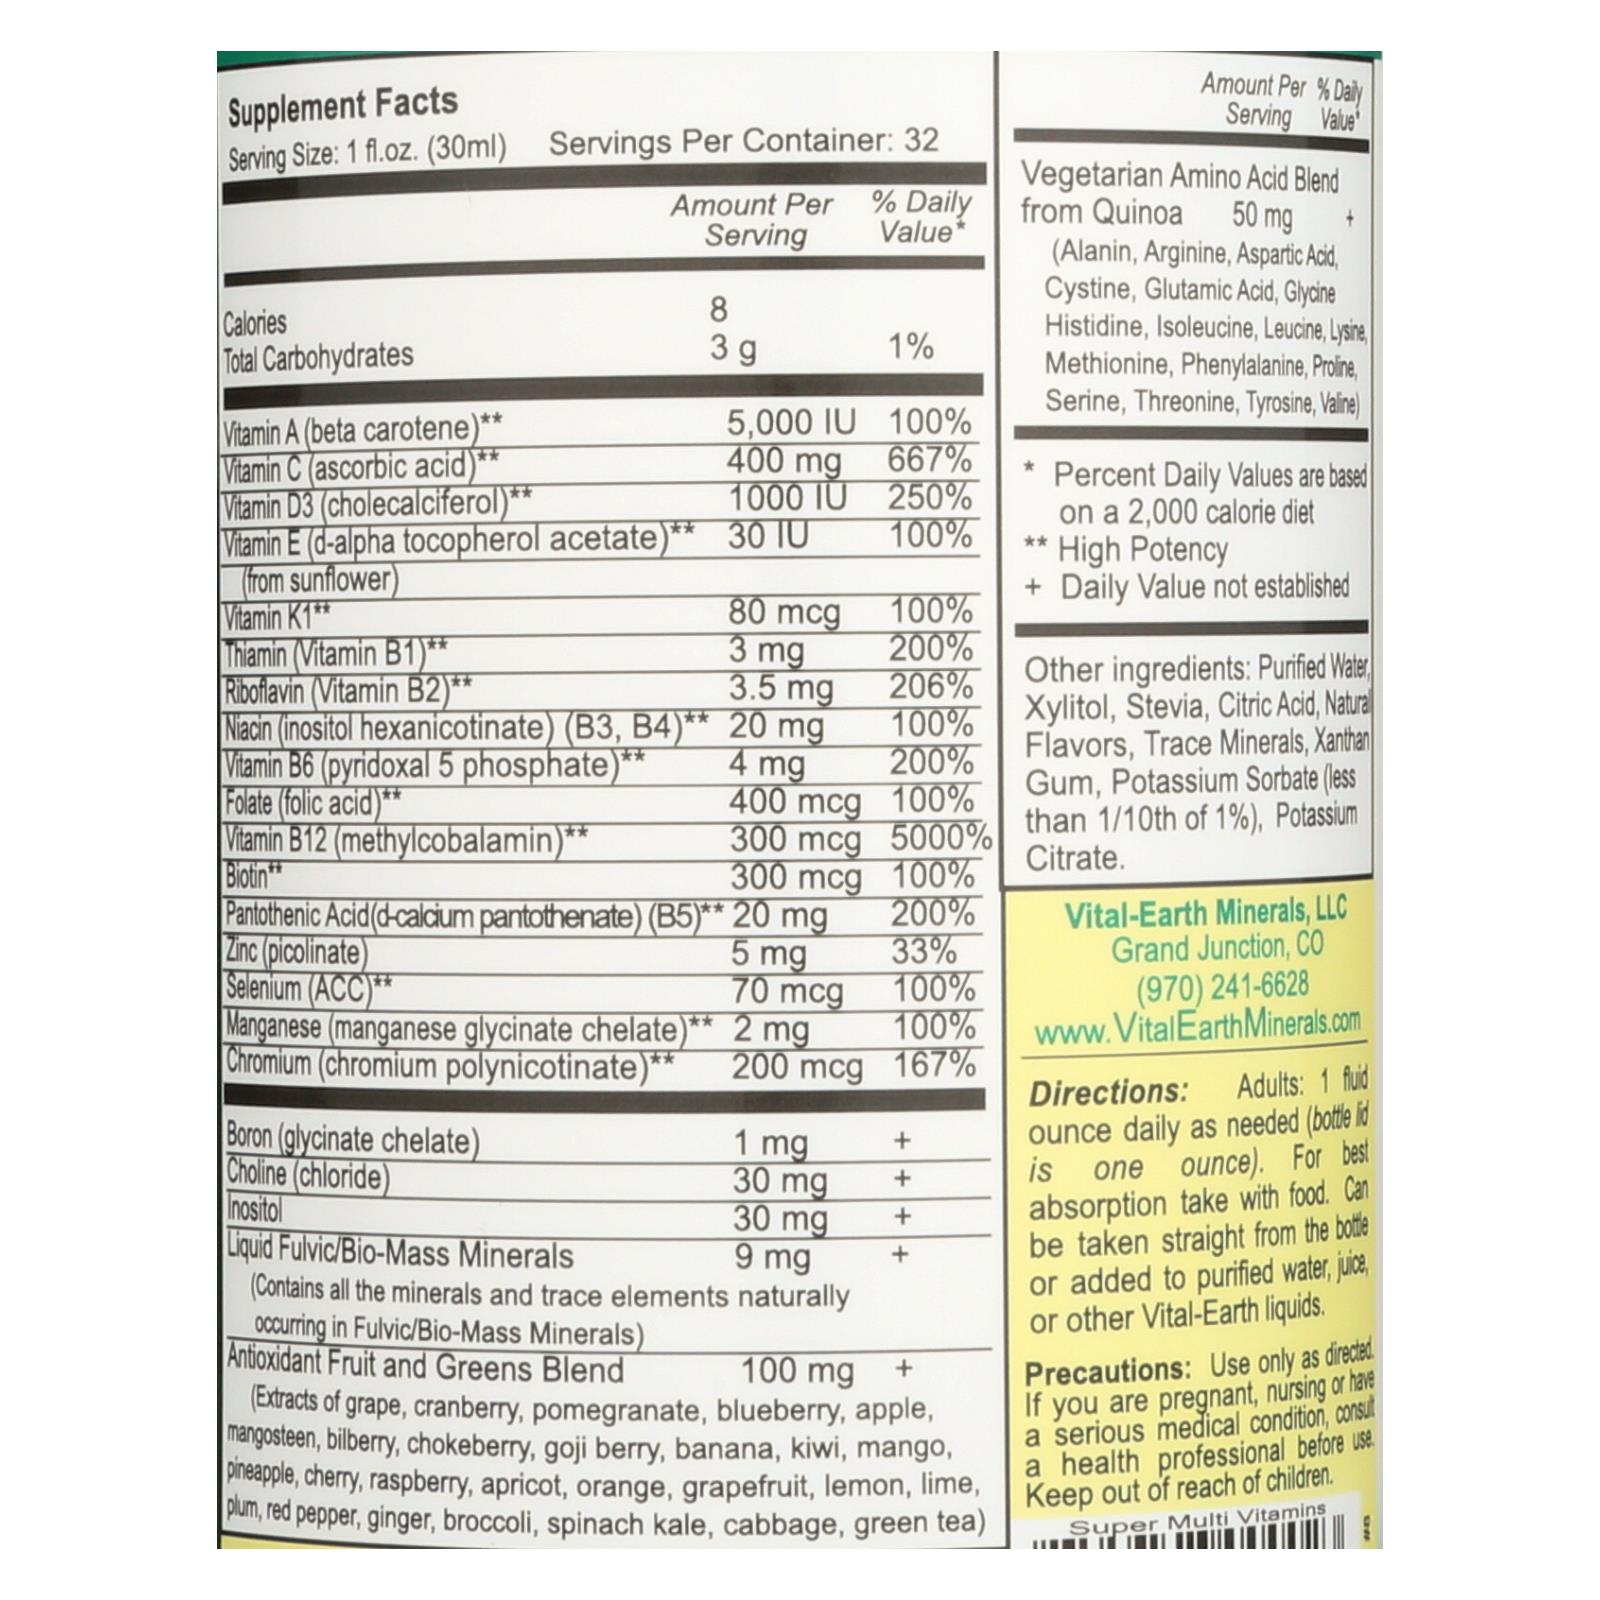 Supplement Facts
Serving Size: 1 fl.oz. (30ml) Servings Per Container: 32
Amount Per % Daily
Serving Value*
Calories 8
Total Carbohydrates 3 g 1%
Vitamin A (beta carotene)** 5,000 IU 100%
Vitamin C (ascorbic acid)** 400 mg 667%
Vitamin D3 (cholecalciferol)** 1000 IU 250%
Vitamin E (d-alpha tocopherol acetate)** 30 IU 100%
(from sunflower)
Vitamin K1** 80 mcg 100%
Thiamin (Vitamin B1)** 3 mg 200%
Riboflavin (Vitamin B2)** 3.5 mg 206%
Niacin (inositol hexanicotinate) (B3, B4)** 20 mg 100%
Vitamin B6 (pyridoxal 5 phosphate)** 4 mg 200%
Folate (folic acid)** 400 mcg 100%
Vitamin B12 (methylcobalamin)** 300 mcg 5000%
Biotin** 300 mcg 100%
Pantothenic Acid(d-calcium pantothenate) (B5)** 20 mg 200%
Zinc (picolinate) 5 mg 33%
Selenium (ACC)** 70 mcg 100%
Manganese (manganese glycinate chelate)** 2 mg 100%
Chromium (chromium polynicotinate)** 200 mcg 167%
Boron (glycinate chelate) 1 mg +
Choline (chloride) 30 mg +
Inositol 30 mg +
Liquid Fulvic/Bio-Mass Minerals 9 mg +
(Contains all the minerals and trace elements naturally
occurring in Fulvic/Bio-Mass Minerals)
Antioxidant Fruit and Greens Blend 100 mg +
(Extracts of grape, cranberry, pomegranate, blueberry, apple,
mangosteen, bilberry, chokeberry, goji berry, banana, kiwi, mango,
pineapple, cherry, raspberry, apricot, orange, grapefruit, lemon, lime,
plum, red pepper, ginger, broccoli, spinach kale, cabbage, green tea)
Amount Per % Daily
Serving Value*
Vegetarian Amino Acid Blend
from Quinoa 50 mg +
(Alanin, Arginine, Aspartic Acid,
Cystine, Glutamic Acid, Glycine
Histidine, Isoleucine, Leucine, Lysine,
Methionine, Phenylalanine, Proline,
Serine, Threonine, Tyrosine, Valine)
* Percent Daily Values are based
on a 2,000 calorie diet
** High Potency
+ Daily Value not established
Other ingredients: Purified Water,
Xylitol, Stevia, Citric Acid, Natural
Flavors, Trace Minerals, Xanthan
Gum, Potassium Sorbate (less
than 1/10th of 1%), Potassium
Citrate.
Vital-Earth Minerals, LLC
Grand Junction, CO
(970) 241-6628
www.VitalEarthMinerals.com
Directions: Adults: 1 fluid
ounce daily as needed (bottle lid
is one ounce). For best
absorption take with food. Can
be taken straight from the bottle
or added to purified water, juice,
or other Vital-Earth liquids.
Precautions: Use only as directed.
If you are pregnant, nursing or have
a serious medical condition, consult
a health professional before use.
Keep out of reach of children.
Super Multi Vitamins